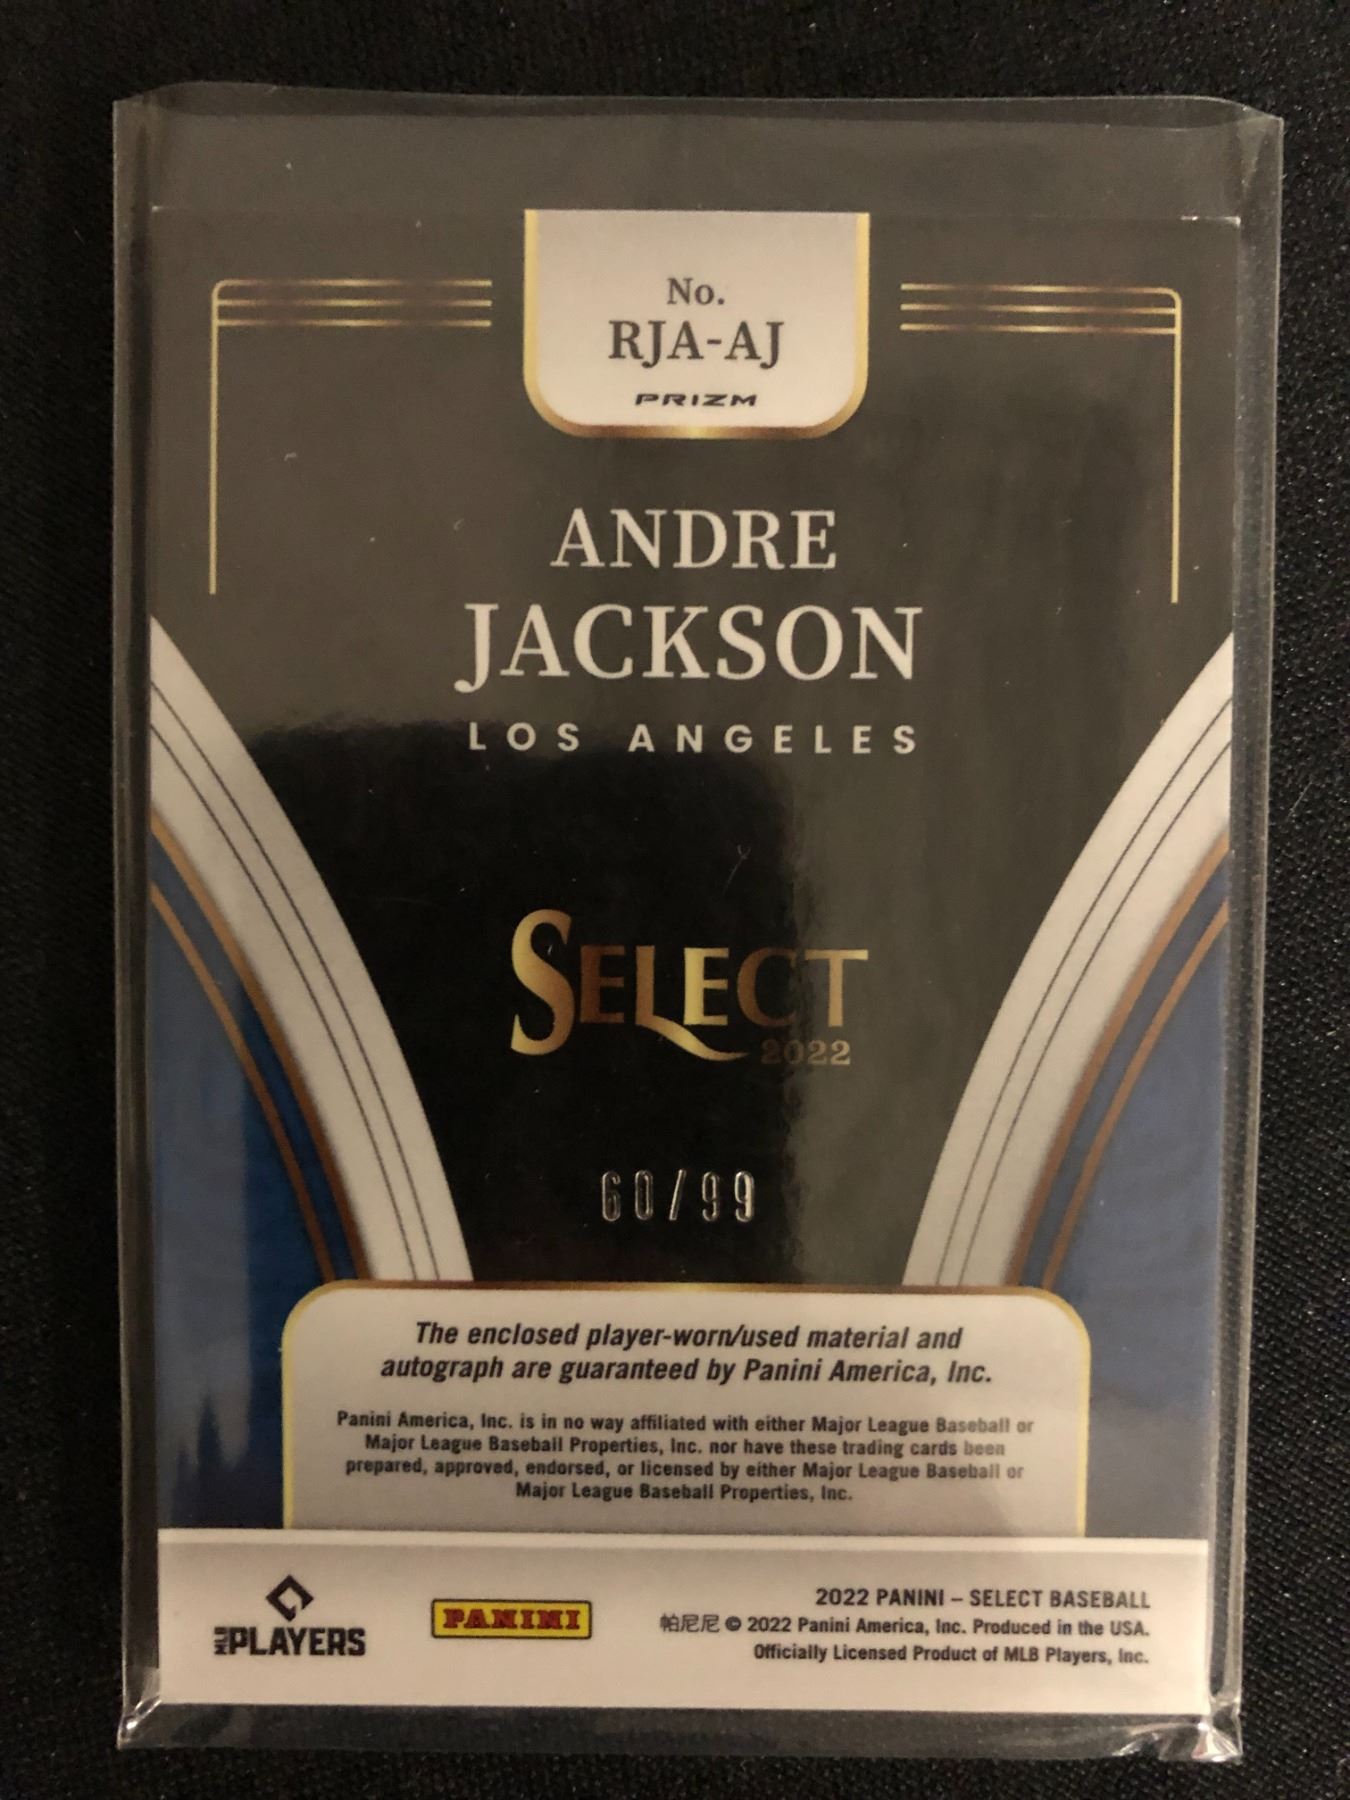 No.
RJA-AJ
PRIZM
ANDRE
JACKSON
LOS ANGELES
SELECT
2022
60/99
The enclosed player-worn/used material and
autograph are guaranteed by Panini America, Inc.
Panini America, Inc. is in no way affiliated with either Major League Baseball or
Major League Baseball Properties, Inc. nor have these trading cards been
prepared, approved, endorsed, or licensed by either Major League Baseball or
Major League Baseball Properties, Inc.
MLB PLAYERS
PANINI
2022 PANINI – SELECT BASEBALL
帕尼尼 © 2022 Panini America, Inc. Produced in the USA.
Officially Licensed Product of MLB Players, Inc.